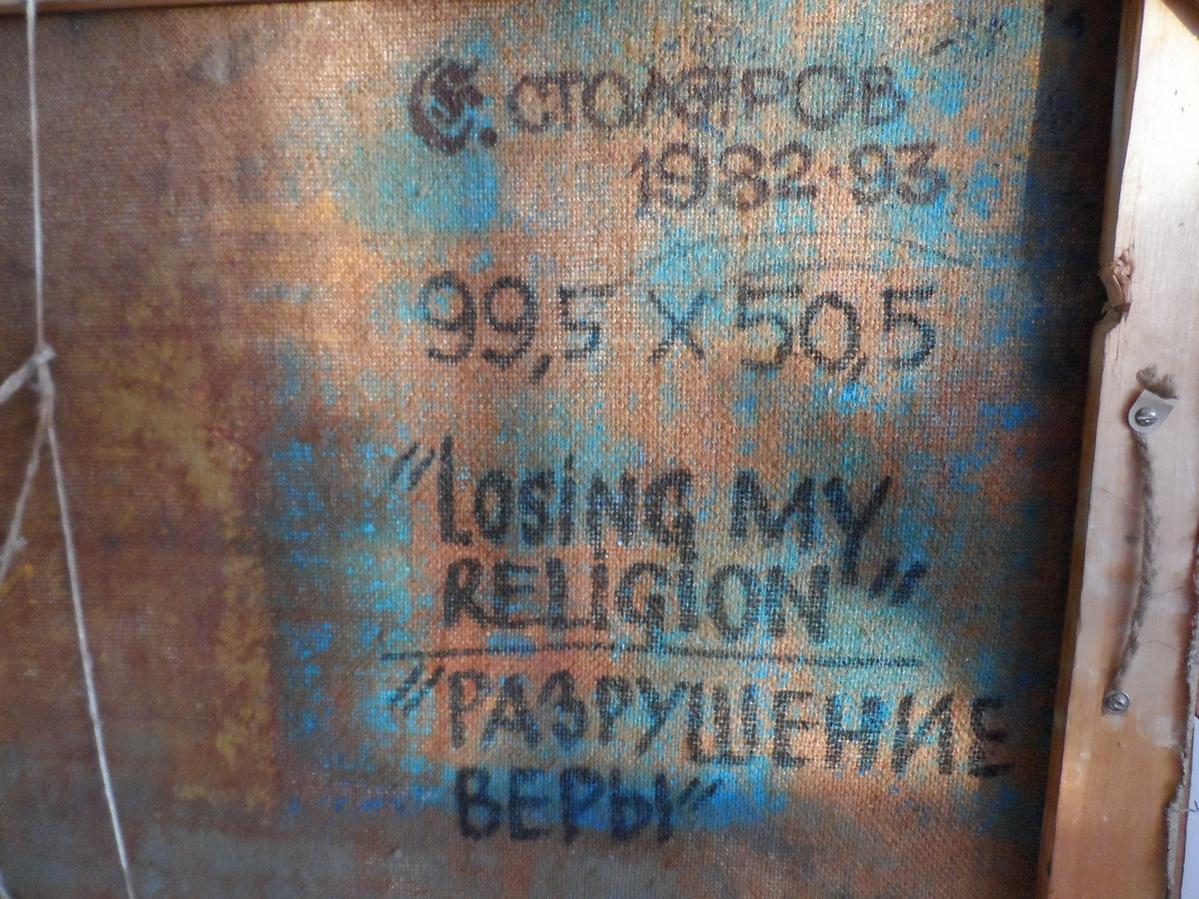 С. СТОЛЯРОВ
1982-93
99,5 x 50,5
"LOSiNG MY
RELiGION"
"РАЗРУШЕНИЕ
ВЕРЫ"